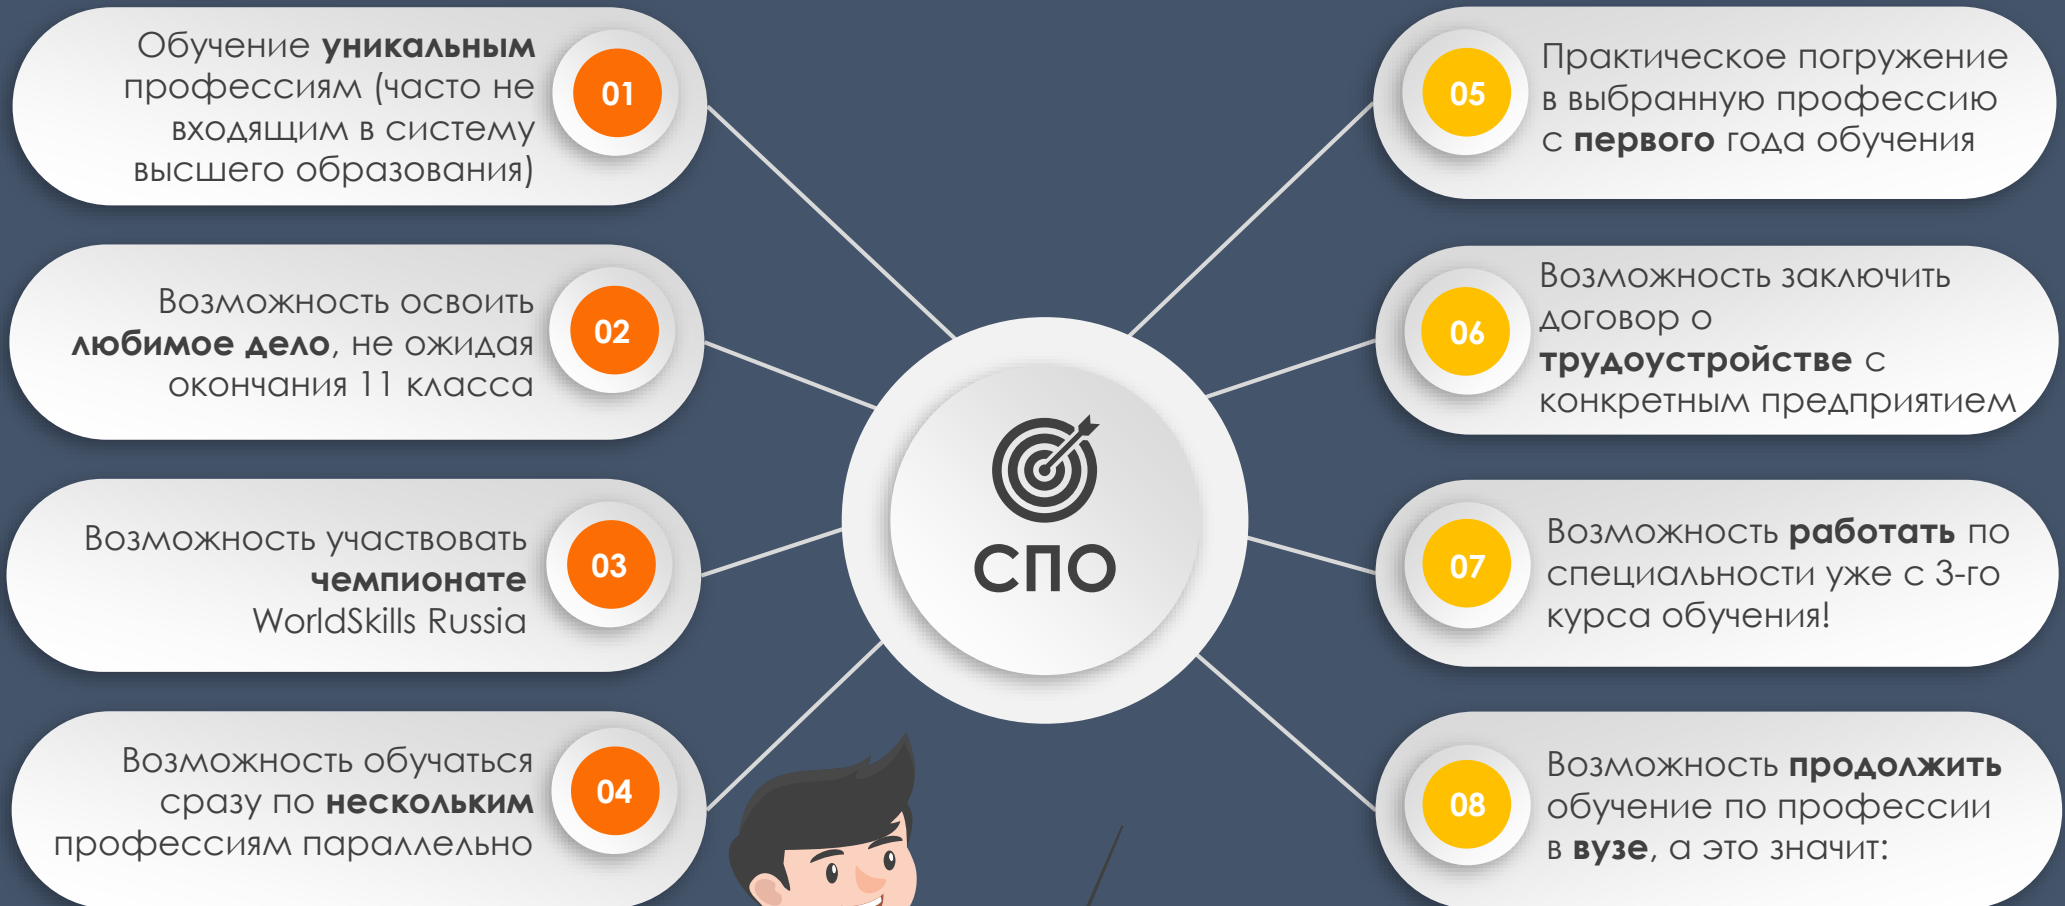 Обучение уникальным
профессиям (часто не
входящим в систему
высшего образования)
01
Возможность освоить
любимое дело, не ожидая
окончания 11 класса
02
Возможность участвовать
чемпионате
WorldSkills Russia
03
Возможность обучаться
сразу по нескольким
профессиям параллельно
04
СПО
05
Практическое погружение
в выбранную профессию
с первого года обучения
06
Возможность заключить
договор о
трудоустройстве с
конкретным предприятием
07
Возможность работать по
специальности уже с 3-го
курса обучения!
08
Возможность продолжить
обучение по профессии
в вузе, а это значит: